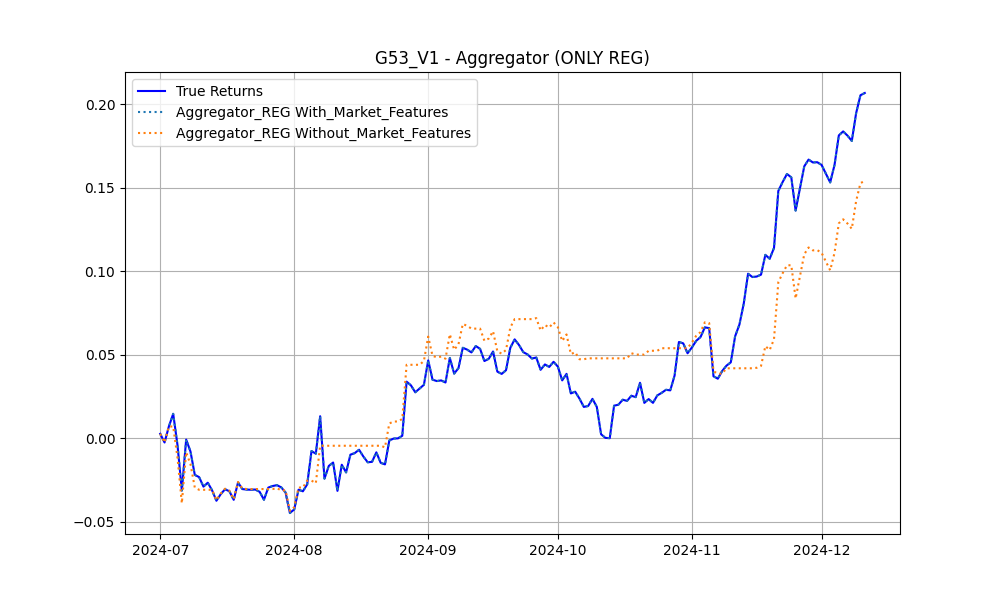 G53_V1 - Aggregator (ONLY REG)
True Returns
Aggregator_REG With_Market_Features
Aggregator_REG Without_Market_Features
0.20
0.15
0.10
0.05
0.00
−0.05
2024-07 2024-08 2024-09 2024-10 2024-11 2024-12